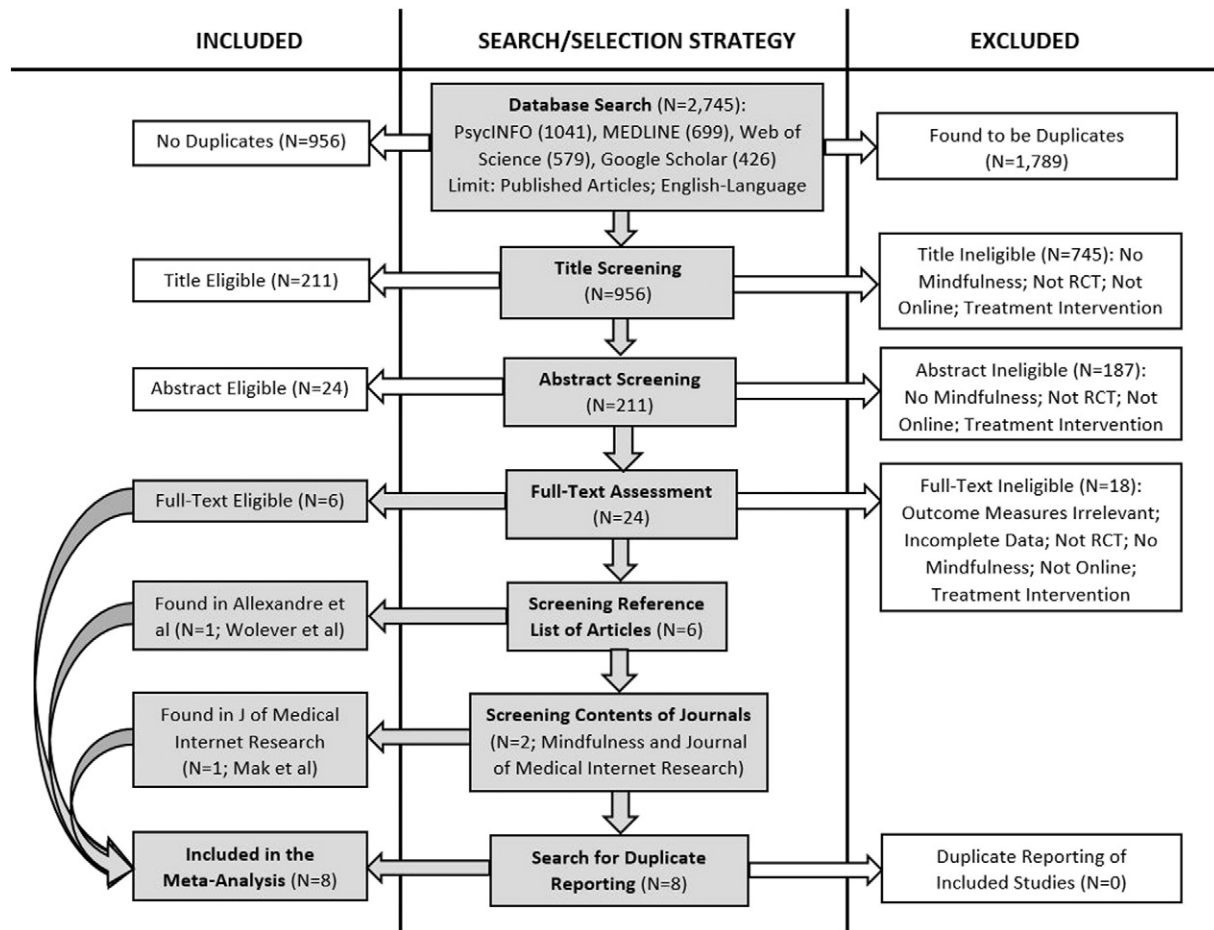 INCLUDED
SEARCH/SELECTION STRATEGY
EXCLUDED
No Duplicates (N=956)
Database Search (N=2,745):
PsycINFO (1041), MEDLINE (699), Web of
Science (579), Google Scholar (426)
Limit: Published Articles; English-Language
Found to be Duplicates
(N=1,789)
Title Eligible (N=211)
Title Screening
(N=956)
Title Ineligible (N=745): No
Mindfulness; Not RCT; Not
Online; Treatment Intervention
Abstract Eligible (N=24)
Abstract Screening
(N=211)
Abstract Ineligible (N=187):
No Mindfulness; Not RCT; Not
Online; Treatment Intervention
Full-Text Eligible (N=6)
Full-Text Assessment
(N=24)
Full-Text Ineligible (N=18):
Outcome Measures Irrelevant;
Incomplete Data; Not RCT; No
Mindfulness; Not Online;
Treatment Intervention
Found in Allexandre et
al (N=1; Wolever et al)
Screening Reference
List of Articles (N=6)
Found in J of Medical
Internet Research
(N=1; Mak et al)
Screening Contents of Journals
(N=2; Mindfulness and Journal
of Medical Internet Research)
Included in the
Meta-Analysis (N=8)
Search for Duplicate
Reporting (N=8)
Duplicate Reporting of
Included Studies (N=0)